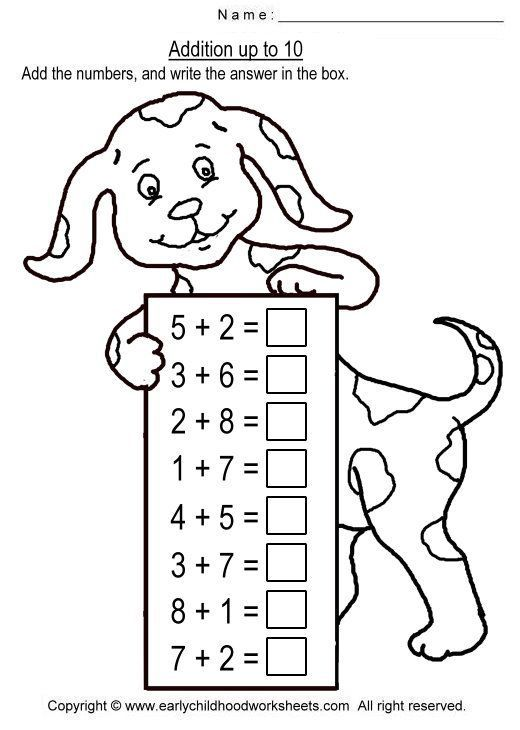 Name:
Addition up to 10
Add the numbers, and write the answer in the box.
5 + 2 =
3 + 6 =
2 + 8 =
1 + 7 =
4 + 5 =
3 + 7 =
8 + 1 =
7 + 2 =
Copyright © www.earlychildhoodworksheets.com All right reserved.